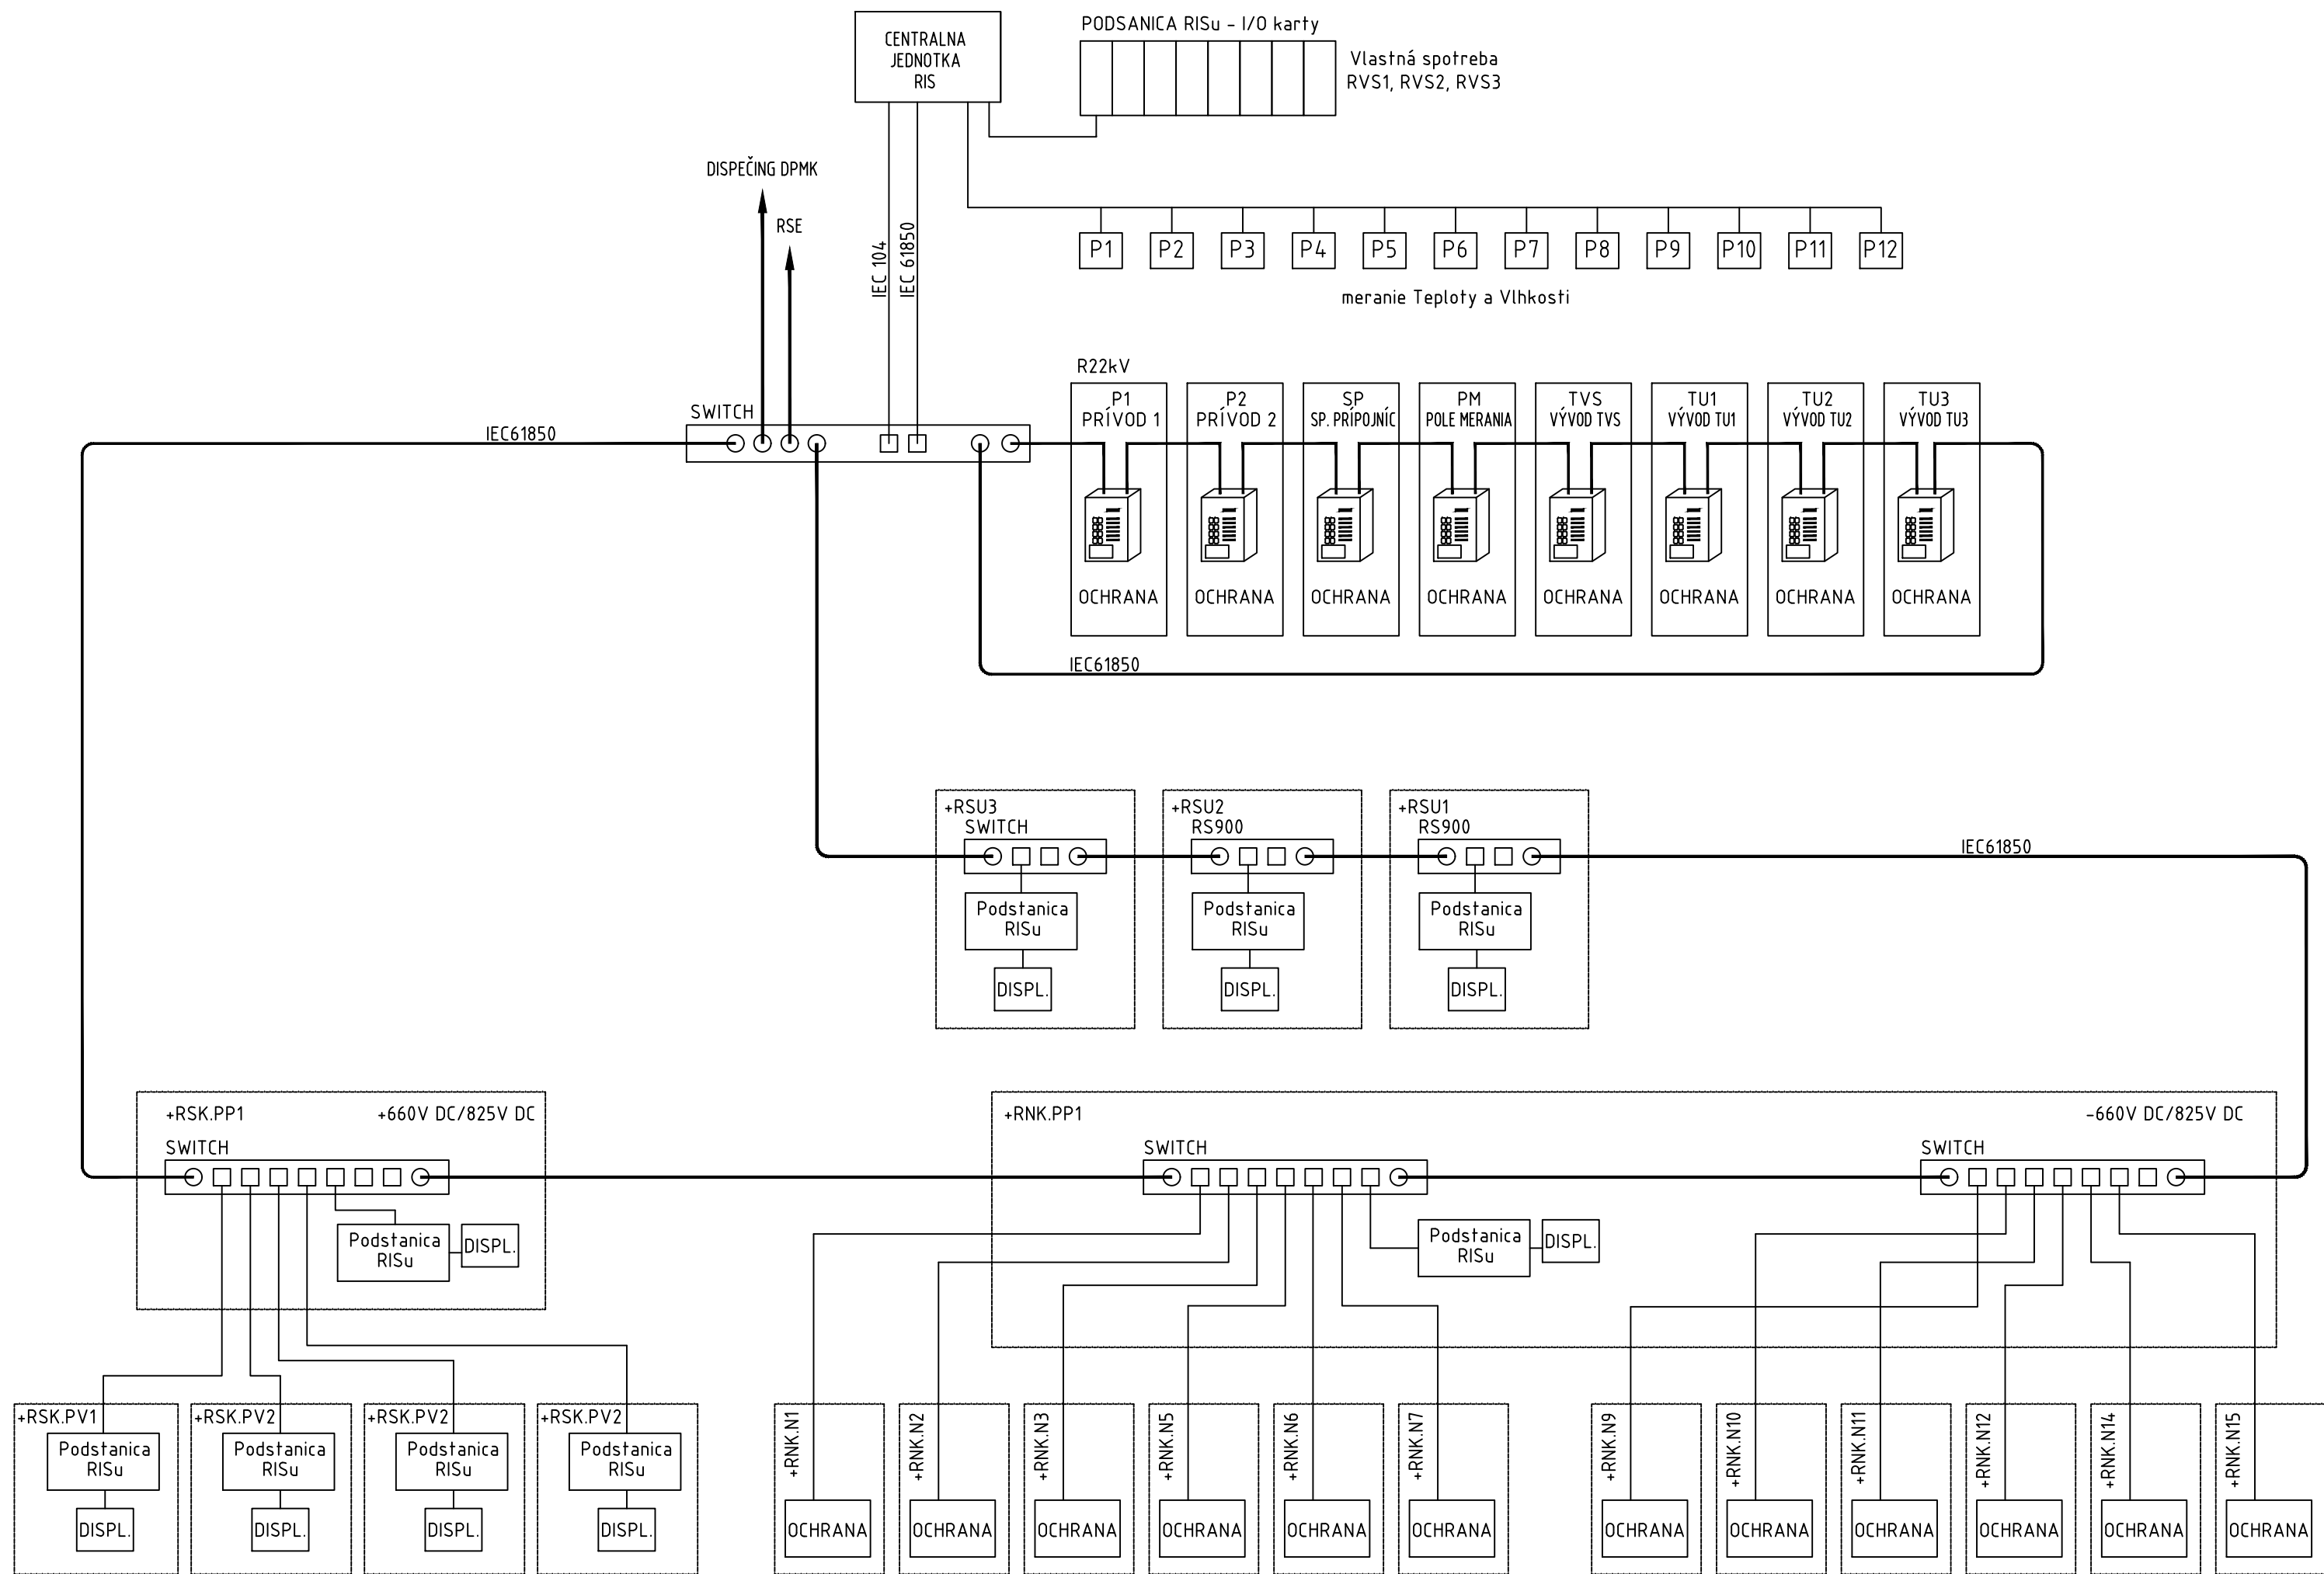 CENTRALNA
JEDNOTKA
RIS
PODSANICA RISu - I/O karty
Vlastná spotreba
RVS1, RVS2, RVS3
DISPEČING DPMK
RSE
IEC 104
IEC 61850
P1
P2
P3
P4
P5
P6
P7
P8
P9
P10
P11
P12
meranie Teploty a Vlhkosti
R22kV
SWITCH
IEC61850
P1
PRÍVOD 1
OCHRANA
P2
PRÍVOD 2
OCHRANA
SP
SP. PRÍPOJNÍC
OCHRANA
PM
POLE MERANIA
OCHRANA
TVS
VÝVOD TVS
OCHRANA
TU1
VÝVOD TU1
OCHRANA
TU2
VÝVOD TU2
OCHRANA
TU3
VÝVOD TU3
OCHRANA
IEC61850
+RSU3
SWITCH
Podstanica
RISu
DISPL.
+RSU2
RS900
Podstanica
RISu
DISPL.
+RSU1
RS900
Podstanica
RISu
DISPL.
IEC61850
+RSK.PP1
+660V DC/825V DC
SWITCH
Podstanica
RISu
DISPL.
+RNK.PP1
-660V DC/825V DC
SWITCH
SWITCH
Podstanica
RISu
DISPL.
+RSK.PV1
Podstanica
RISu
DISPL.
+RSK.PV2
Podstanica
RISu
DISPL.
+RSK.PV2
Podstanica
RISu
DISPL.
+RSK.PV2
Podstanica
RISu
DISPL.
+RNK.N1
OCHRANA
+RNK.N2
OCHRANA
+RNK.N3
OCHRANA
+RNK.N5
OCHRANA
+RNK.N6
OCHRANA
+RNK.N7
OCHRANA
+RNK.N9
OCHRANA
+RNK.N10
OCHRANA
+RNK.N11
OCHRANA
+RNK.N12
OCHRANA
+RNK.N14
OCHRANA
+RNK.N15
OCHRANA